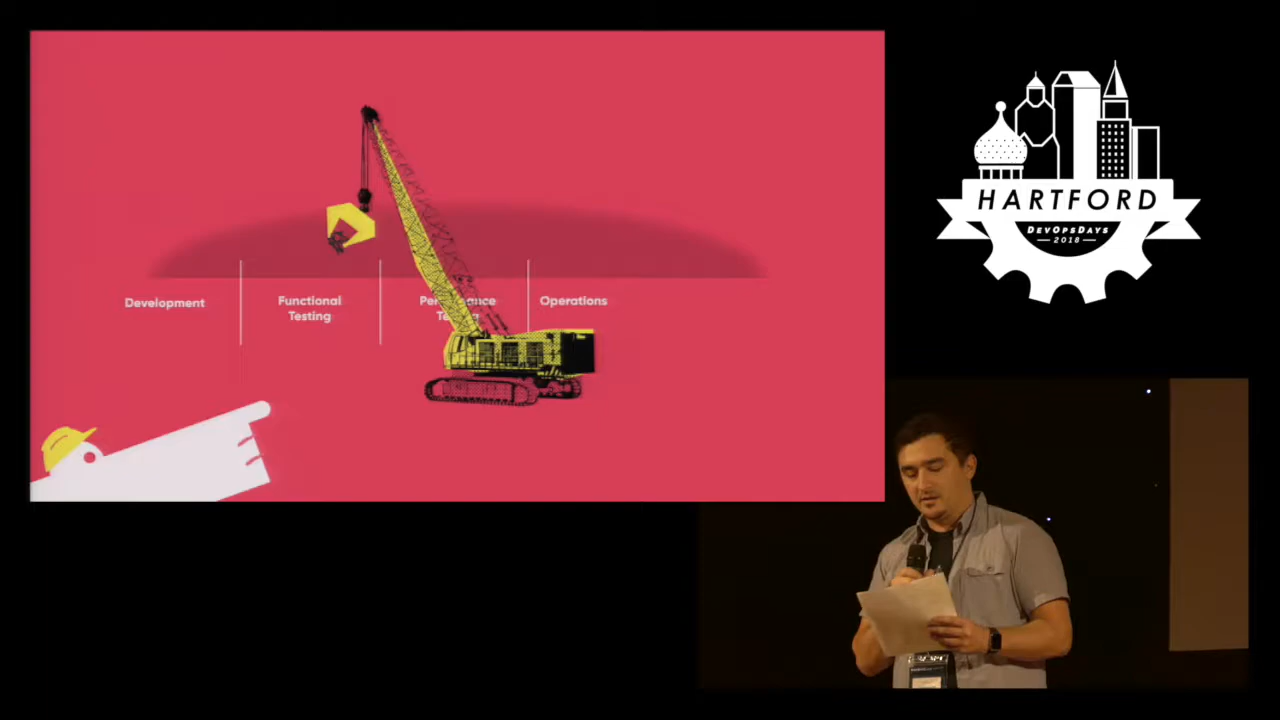 Development
Functional
Testing
Operations
HARTFORD
DEVOPSDAYS
2018